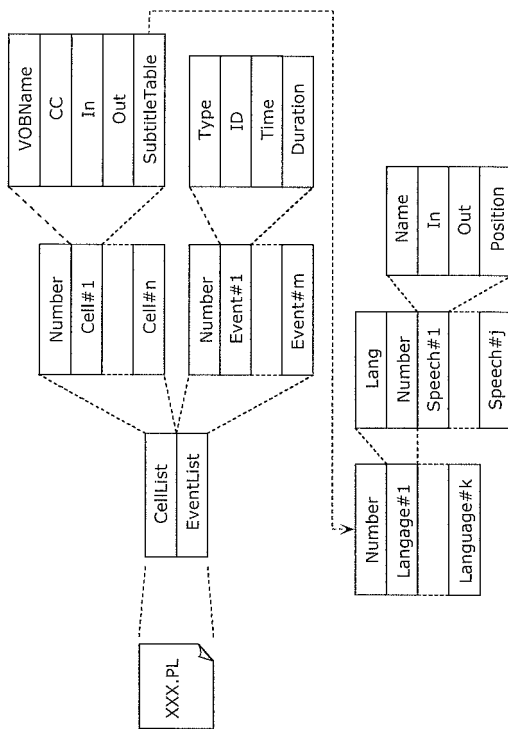 XXX.PL
CellList
EventList
Number
Cell#1
Cell#n
VOBName
CC
In
Out
SubtitleTable
Number
Event#1
Event#m
Type
ID
Time
Duration
Number
Langage#1
Language#k
Lang
Number
Speech#1
Speech#j
Name
In
Out
Position